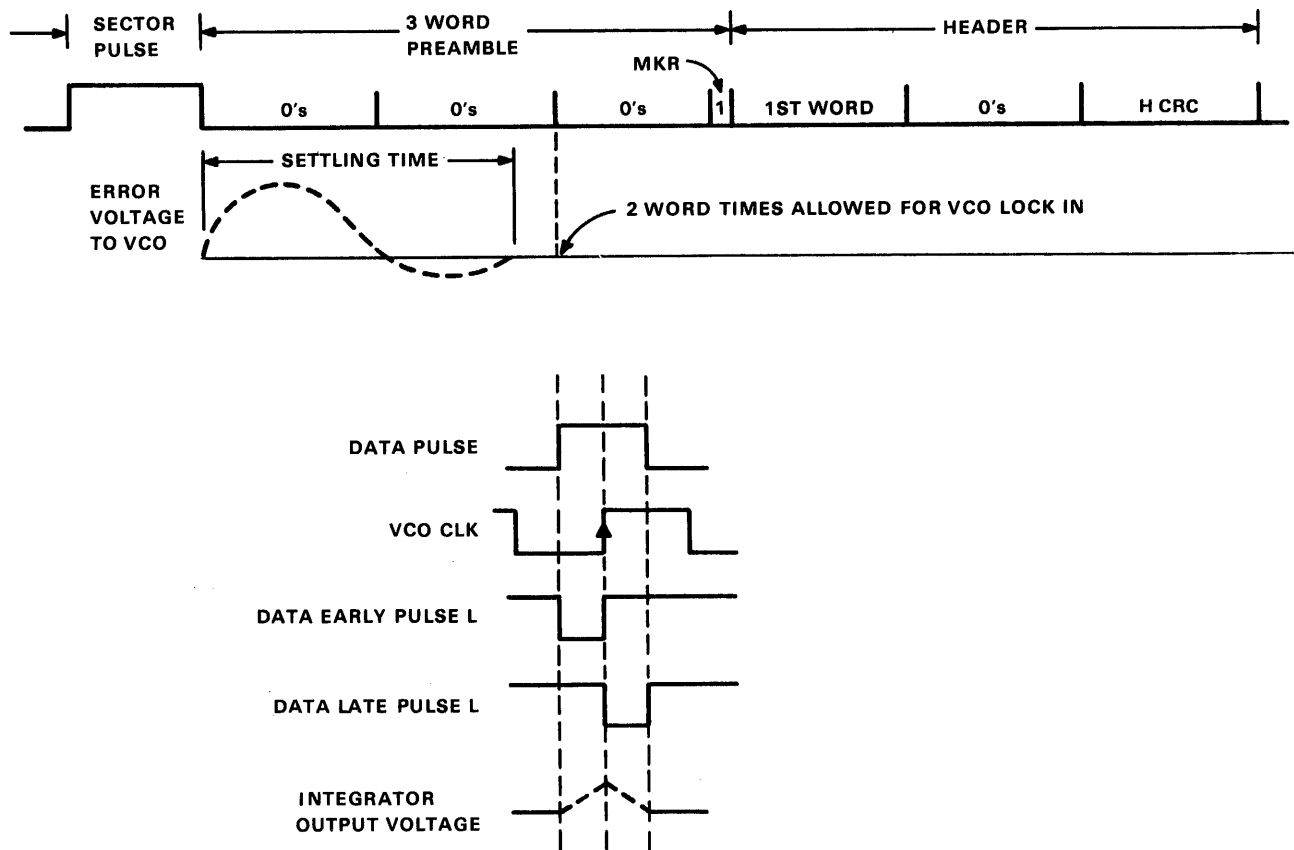 SECTOR
PULSE
3 WORD
PREAMBLE
HEADER
MKR
0's
0's
0's
1
1ST WORD
0's
H CRC
SETTLING TIME
ERROR
VOLTAGE
TO VCO
2 WORD TIMES ALLOWED FOR VCO LOCK IN
DATA PULSE
VCO CLK
DATA EARLY PULSE L
DATA LATE PULSE L
INTEGRATOR
OUTPUT VOLTAGE